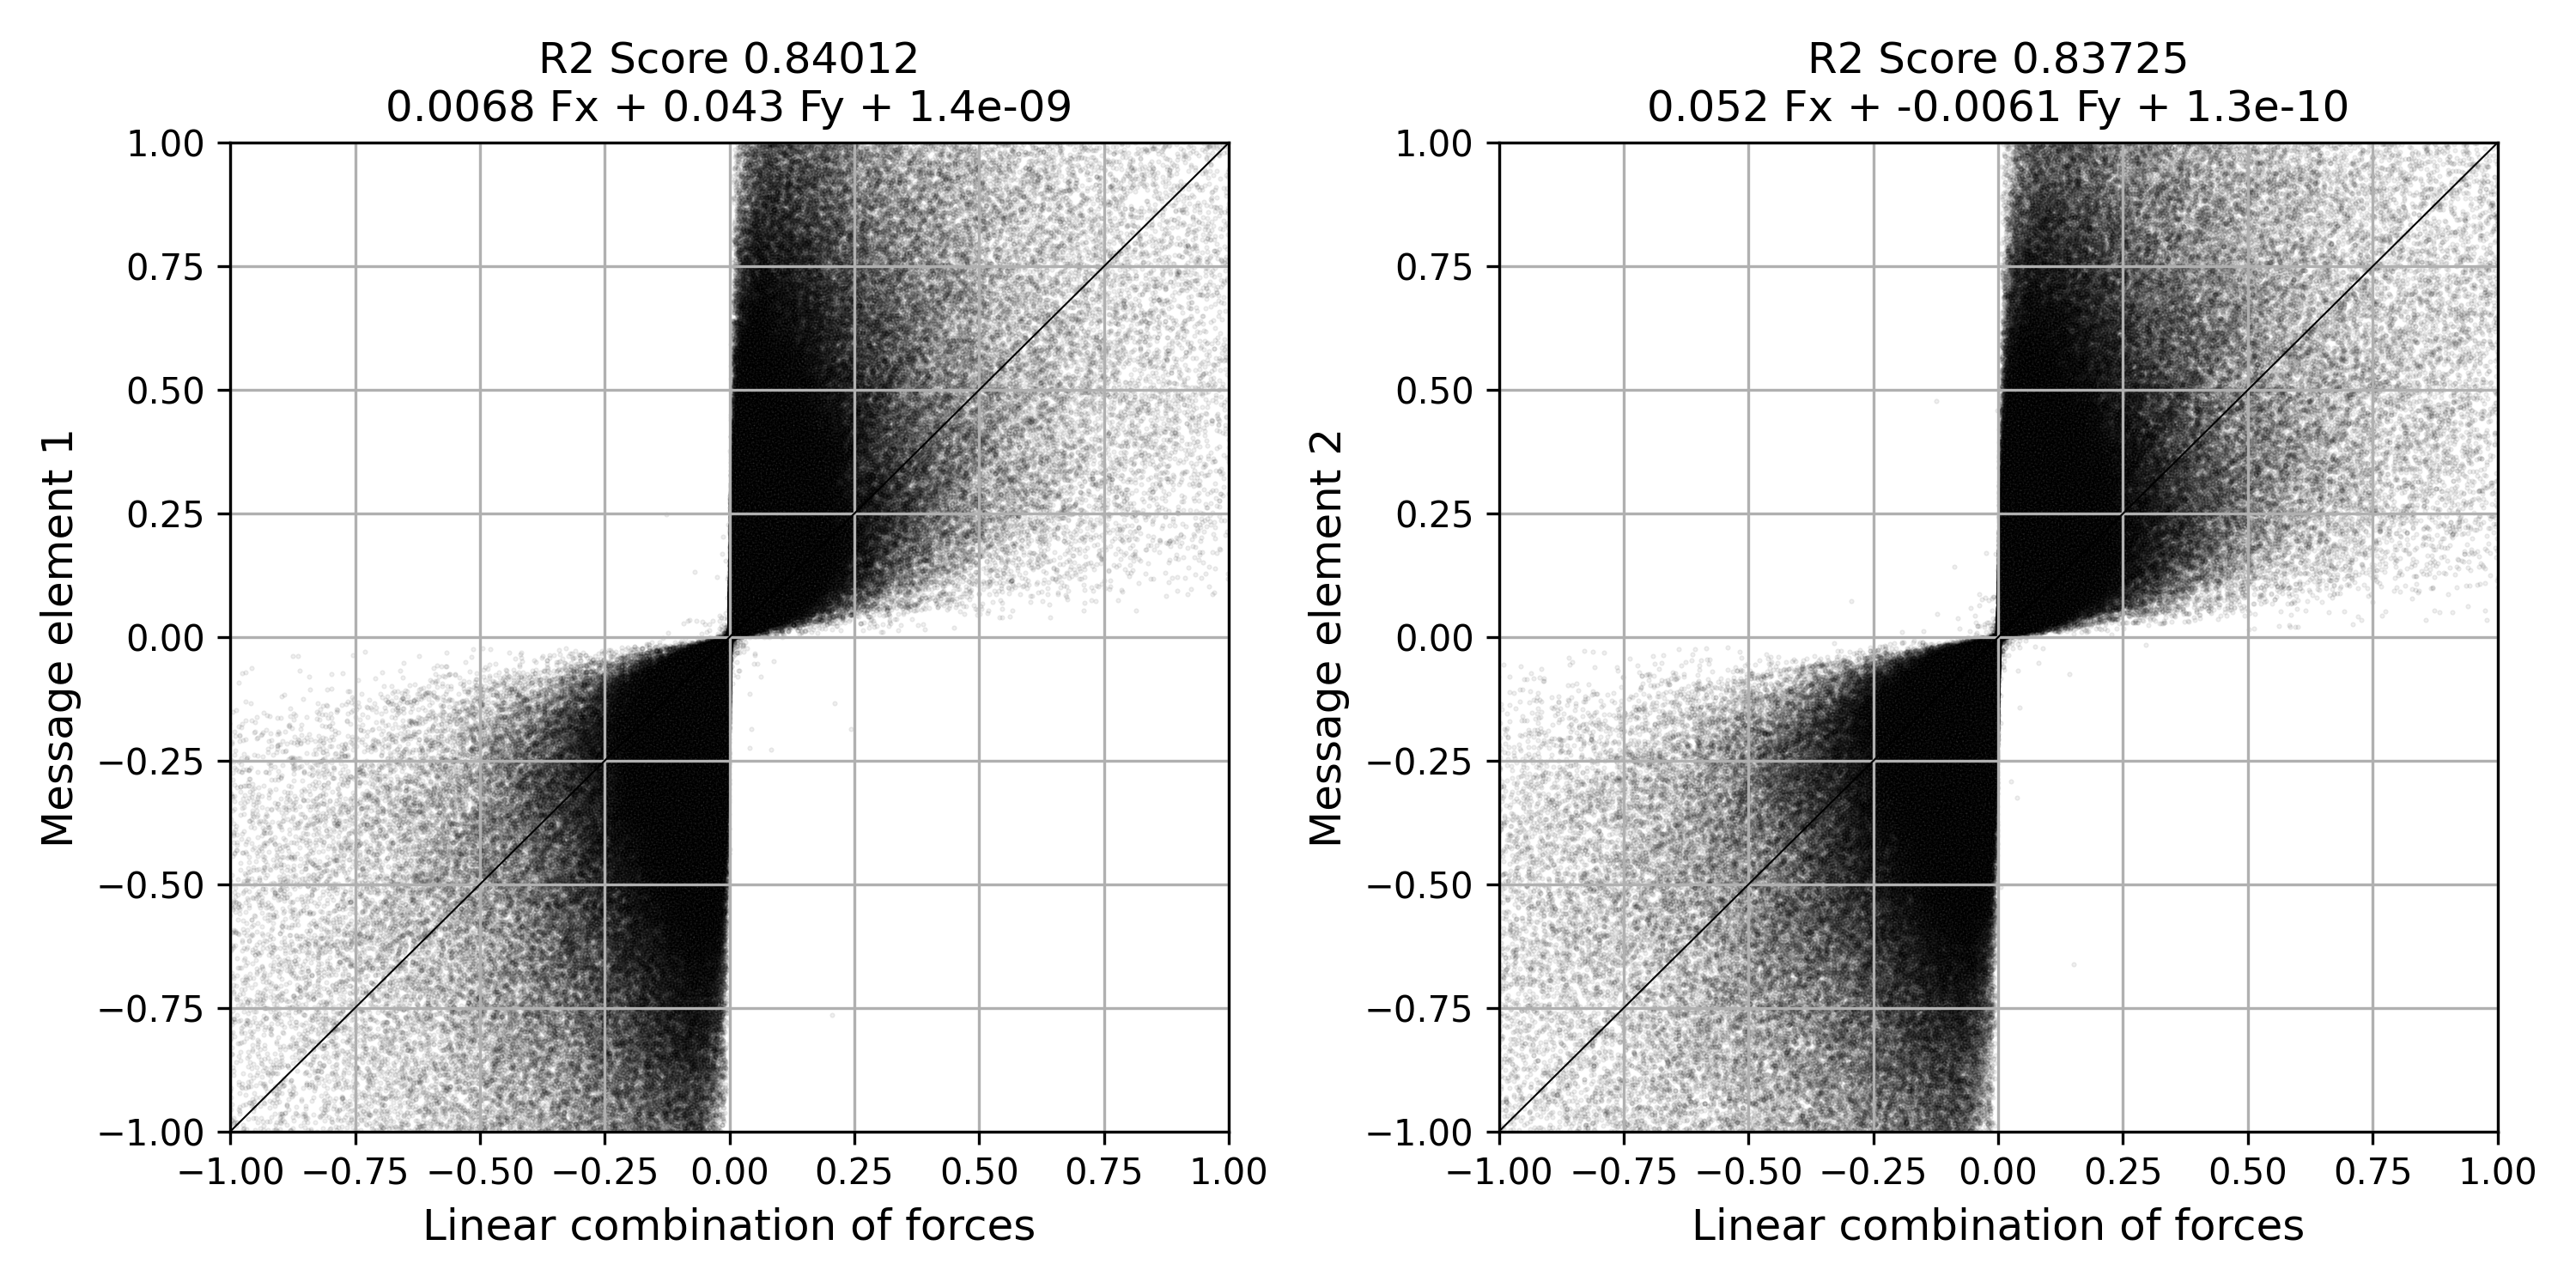 R2 Score 0.84012
0.0068 Fx + 0.043 Fy + 1.4e-09
1.00
0.75
0.50
0.25
0.00
−0.25
−0.50
−0.75
−1.00
Message element 1
−1.00 −0.75 −0.50 −0.25 0.00 0.25 0.50 0.75 1.00
Linear combination of forces
R2 Score 0.83725
0.052 Fx + -0.0061 Fy + 1.3e-10
1.00
0.75
0.50
0.25
0.00
−0.25
−0.50
−0.75
−1.00
Message element 2
−1.00 −0.75 −0.50 −0.25 0.00 0.25 0.50 0.75 1.00
Linear combination of forces